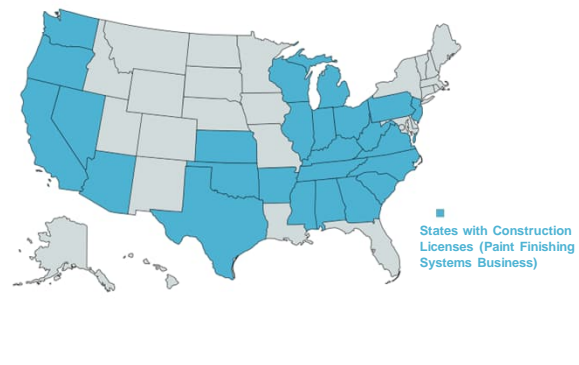 States with Construction
Licenses (Paint Finishing
Systems Business)